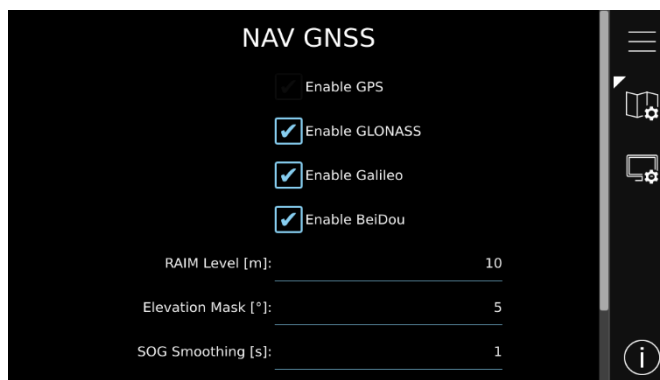 NAV GNSS
Enable GPS
Enable GLONASS
Enable Galileo
Enable BeiDou
RAIM Level [m]: 10
Elevation Mask [°]: 5
SOG Smoothing [s]: 1